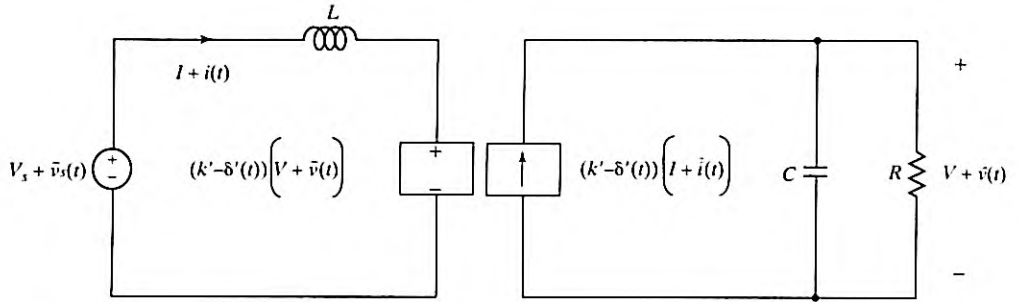 L
I + i(t)
+
V_s + ṽ_s(t)
+
−
(k′−δ′(t))(V + ṽ(t))
+
−
(k′−δ′(t))(I + ĩ(t))
C
R
V + ṽ(t)
−